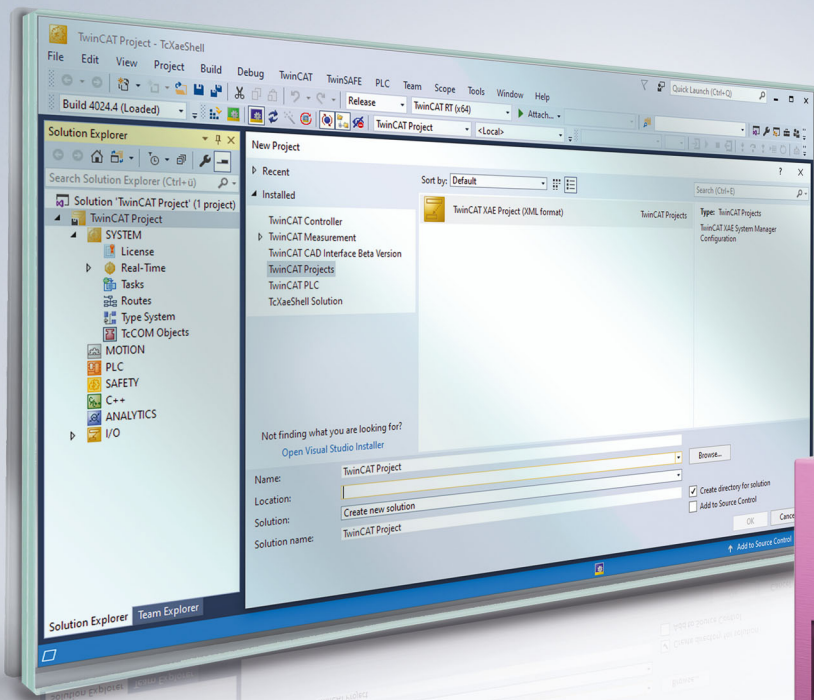 TwinCAT Project - TcXaeShell
File Edit View Project Build Debug TwinCAT TwinSAFE PLC Team Scope Tools Window Help
Quick Launch (Ctrl+Q)
Release TwinCAT RT (x64) Attach...
Build 4024.4 (Loaded) TwinCAT Project <Local>
Solution Explorer
Search Solution Explorer (Ctrl+ü)
Solution 'TwinCAT Project' (1 project)
TwinCAT Project
SYSTEM
License
Real-Time
Tasks
Routes
Type System
TcCOM Objects
MOTION
PLC
SAFETY
C++
ANALYTICS
I/O
Solution Explorer Team Explorer
New Project
Recent
Installed
TwinCAT Controller
TwinCAT Measurement
TwinCAT CAD Interface Beta Version
TwinCAT Projects
TwinCAT PLC
TcXaeShell Solution
Not finding what you are looking for?
Open Visual Studio Installer
Sort by: Default
TwinCAT XAE Project (XML format) TwinCAT Projects
Search (Ctrl+E)
Type: TwinCAT Projects
TwinCAT XAE System Manager
Configuration
Name: TwinCAT Project
Location: Browse...
Solution: Create new solution
Solution name: TwinCAT Project
Create directory for solution
Add to Source Control
OK Cance
Add to Source Control